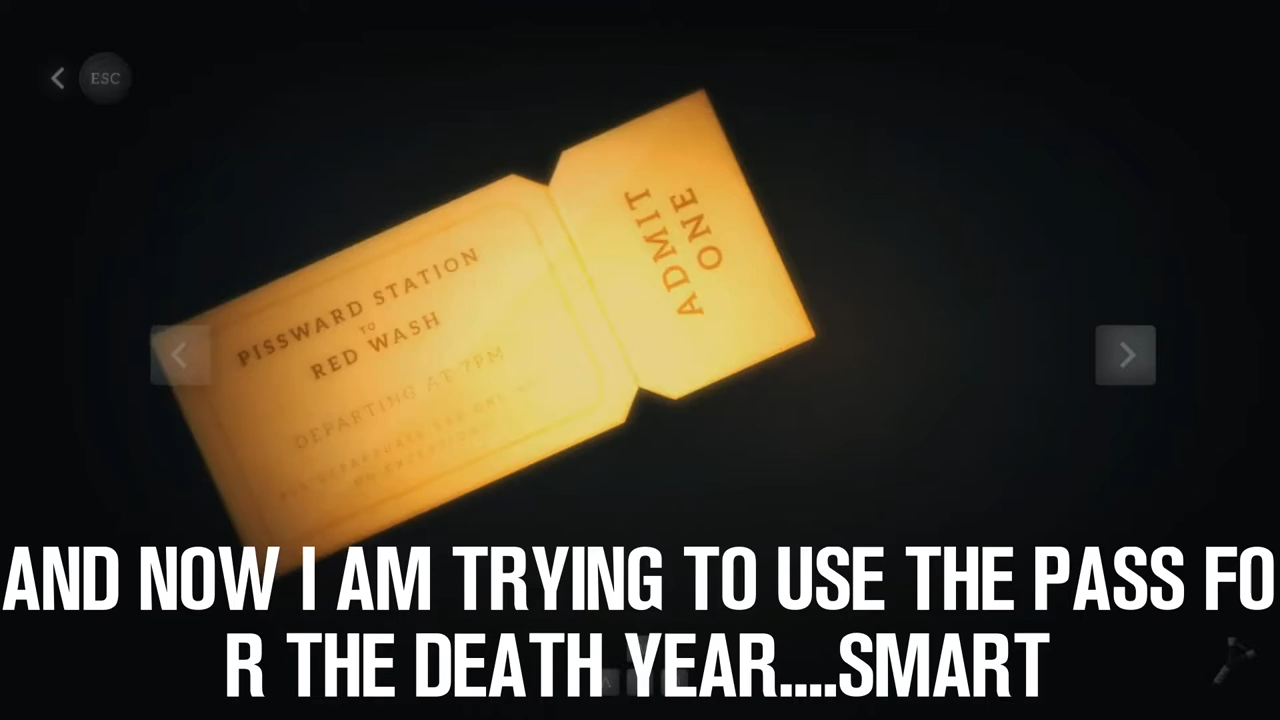 ESC
PISSWARD STATION
TO
RED WASH
DEPARTING AT 7PM
ADMIT
ONE
AND NOW I AM TRYING TO USE THE PASS FO
R THE DEATH YEAR....SMART